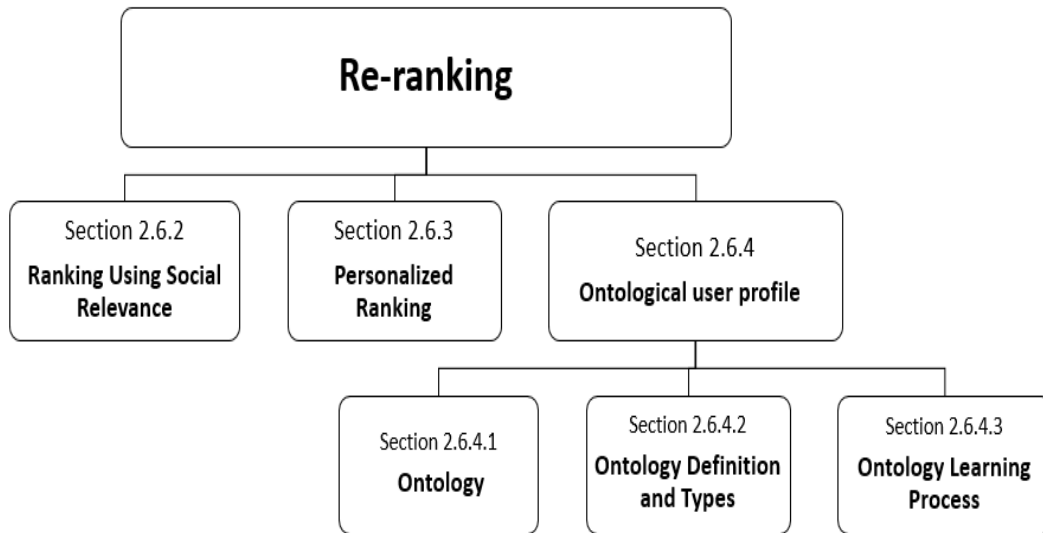 Re-ranking
Section 2.6.2
Ranking Using Social
Relevance
Section 2.6.3
Personalized
Ranking
Section 2.6.4
Ontological user profile
Section 2.6.4.1
Ontology
Section 2.6.4.2
Ontology Definition
and Types
Section 2.6.4.3
Ontology Learning
Process